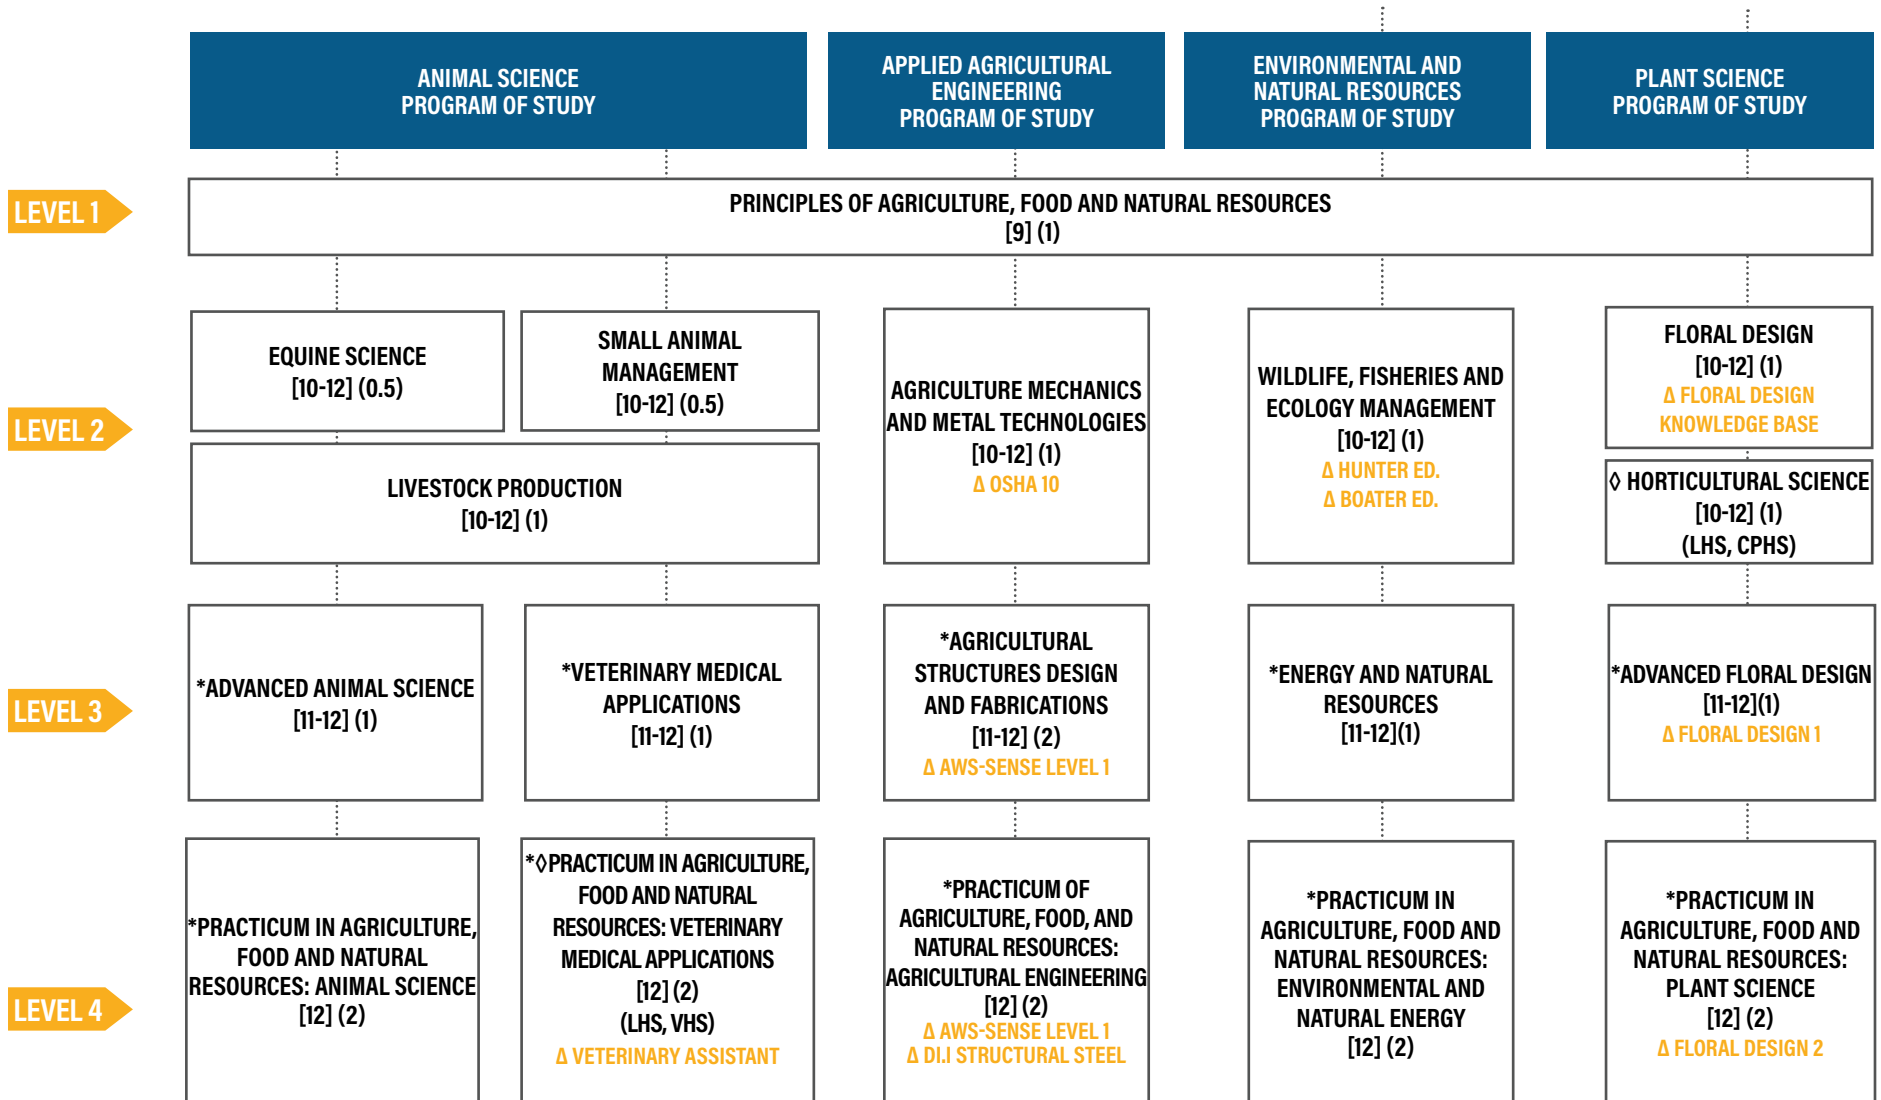 ANIMAL SCIENCE
PROGRAM OF STUDY
APPLIED AGRICULTURAL
ENGINEERING
PROGRAM OF STUDY
ENVIRONMENTAL AND
NATURAL RESOURCES
PROGRAM OF STUDY
PLANT SCIENCE
PROGRAM OF STUDY
LEVEL 1
PRINCIPLES OF AGRICULTURE, FOOD AND NATURAL RESOURCES
[9] (1)
LEVEL 2
EQUINE SCIENCE
[10-12] (0.5)
SMALL ANIMAL
MANAGEMENT
[10-12] (0.5)
LIVESTOCK PRODUCTION
[10-12] (1)
AGRICULTURE MECHANICS
AND METAL TECHNOLOGIES
[10-12] (1)
Δ OSHA 10
WILDLIFE, FISHERIES AND
ECOLOGY MANAGEMENT
[10-12] (1)
Δ HUNTER ED.
Δ BOATER ED.
FLORAL DESIGN
[10-12] (1)
Δ FLORAL DESIGN
KNOWLEDGE BASE
◊ HORTICULTURAL SCIENCE
[10-12] (1)
(LHS, CPHS)
LEVEL 3
*ADVANCED ANIMAL SCIENCE
[11-12] (1)
*VETERINARY MEDICAL
APPLICATIONS
[11-12] (1)
*AGRICULTURAL
STRUCTURES DESIGN
AND FABRICATIONS
[11-12] (2)
Δ AWS-SENSE LEVEL 1
*ENERGY AND NATURAL
RESOURCES
[11-12](1)
*ADVANCED FLORAL DESIGN
[11-12](1)
Δ FLORAL DESIGN 1
LEVEL 4
*PRACTICUM IN AGRICULTURE,
FOOD AND NATURAL
RESOURCES: ANIMAL SCIENCE
[12] (2)
*◊PRACTICUM IN AGRICULTURE,
FOOD AND NATURAL
RESOURCES: VETERINARY
MEDICAL APPLICATIONS
[12] (2)
(LHS, VHS)
Δ VETERINARY ASSISTANT
*PRACTICUM OF
AGRICULTURE, FOOD, AND
NATURAL RESOURCES:
AGRICULTURAL ENGINEERING
[12] (2)
Δ AWS-SENSE LEVEL 1
Δ DI.I STRUCTURAL STEEL
*PRACTICUM IN
AGRICULTURE, FOOD AND
NATURAL RESOURCES:
ENVIRONMENTAL AND
NATURAL ENERGY
[12] (2)
*PRACTICUM IN
AGRICULTURE, FOOD AND
NATURAL RESOURCES:
PLANT SCIENCE
[12] (2)
Δ FLORAL DESIGN 2